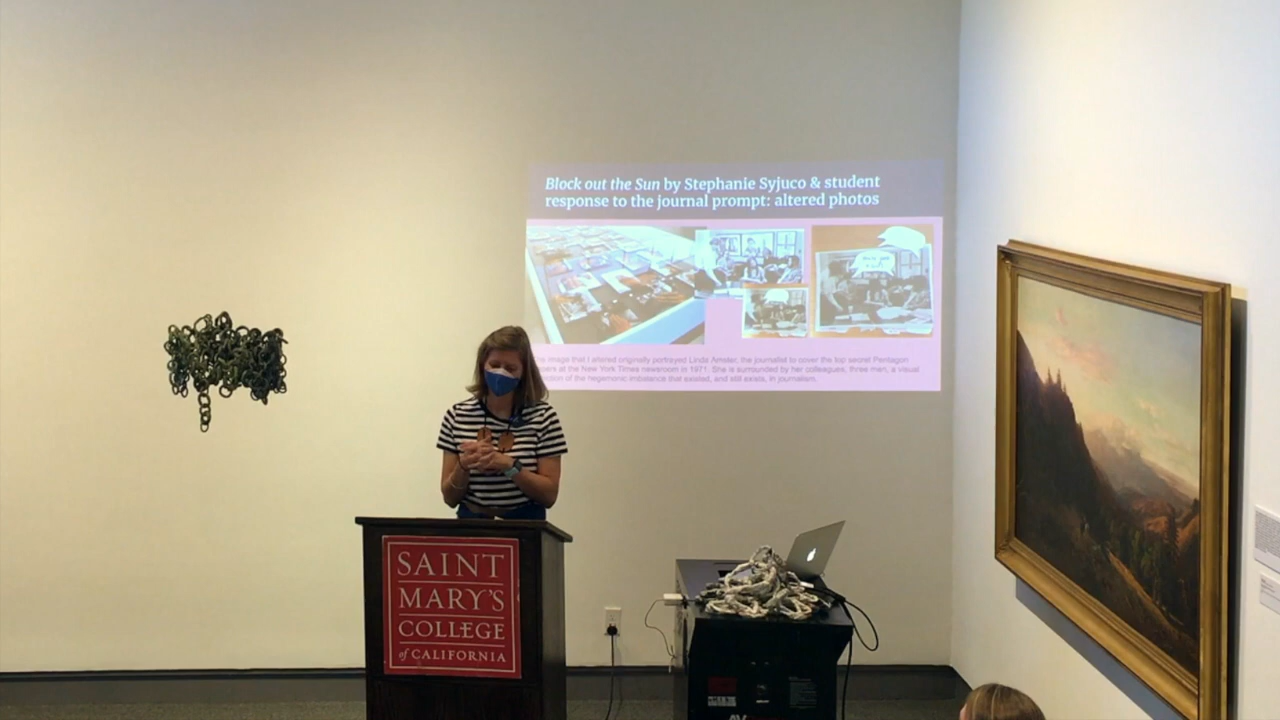 Block out the Sun by Stephanie Syjuco & student
response to the journal prompt: altered photos
image that I altered originally portrayed Linda Amster, the journalist to cover the top secret Pentagon
at the New York Times newsroom in 1971. She is surrounded by her colleagues, three men, a visual
of the hegemonic imbalance that existed, and still exists, in journalism.
SAINT
MARY'S
COLLEGE
of CALIFORNIA